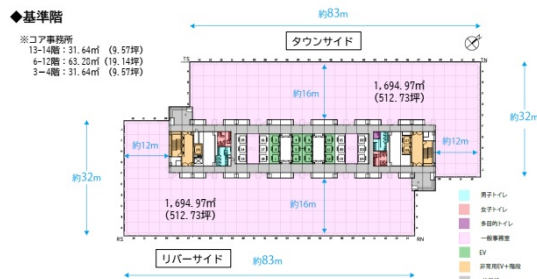 ◆基準階
約83m
※コア事務所
13-14階：31.64㎡ （9.57坪）
6-12階：63.28㎡ （19.14坪）
3-4階：31.64㎡ （9.57坪）
タウンサイド
TS
TN
1,694.97㎡
（512.73坪）
約16m
約32m
約12m
約12m
約32m
約16m
1,694.97㎡
（512.73坪）
RS
RN
リバーサイド
約83m
男子トイレ
女子トイレ
多目的トイレ
一般事務室
EV
非常用EV＋階段